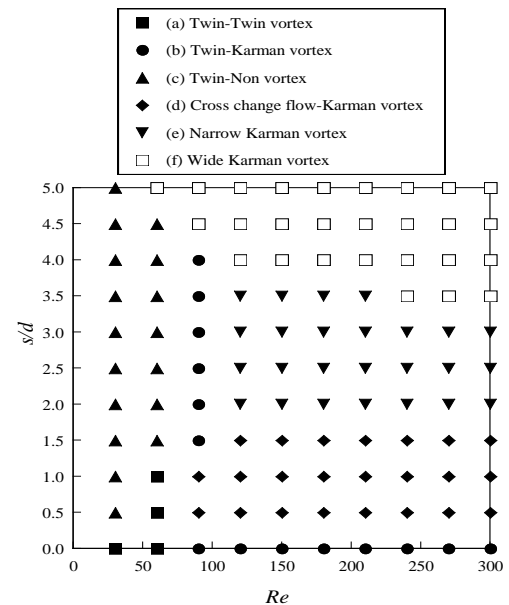 (a) Twin-Twin vortex
(b) Twin-Karman vortex
(c) Twin-Non vortex
(d) Cross change flow-Karman vortex
(e) Narrow Karman vortex
(f) Wide Karman vortex
5.0
4.5
4.0
3.5
3.0
2.5
2.0
1.5
1.0
0.5
0.0
s/d
0 50 100 150 200 250 300
Re